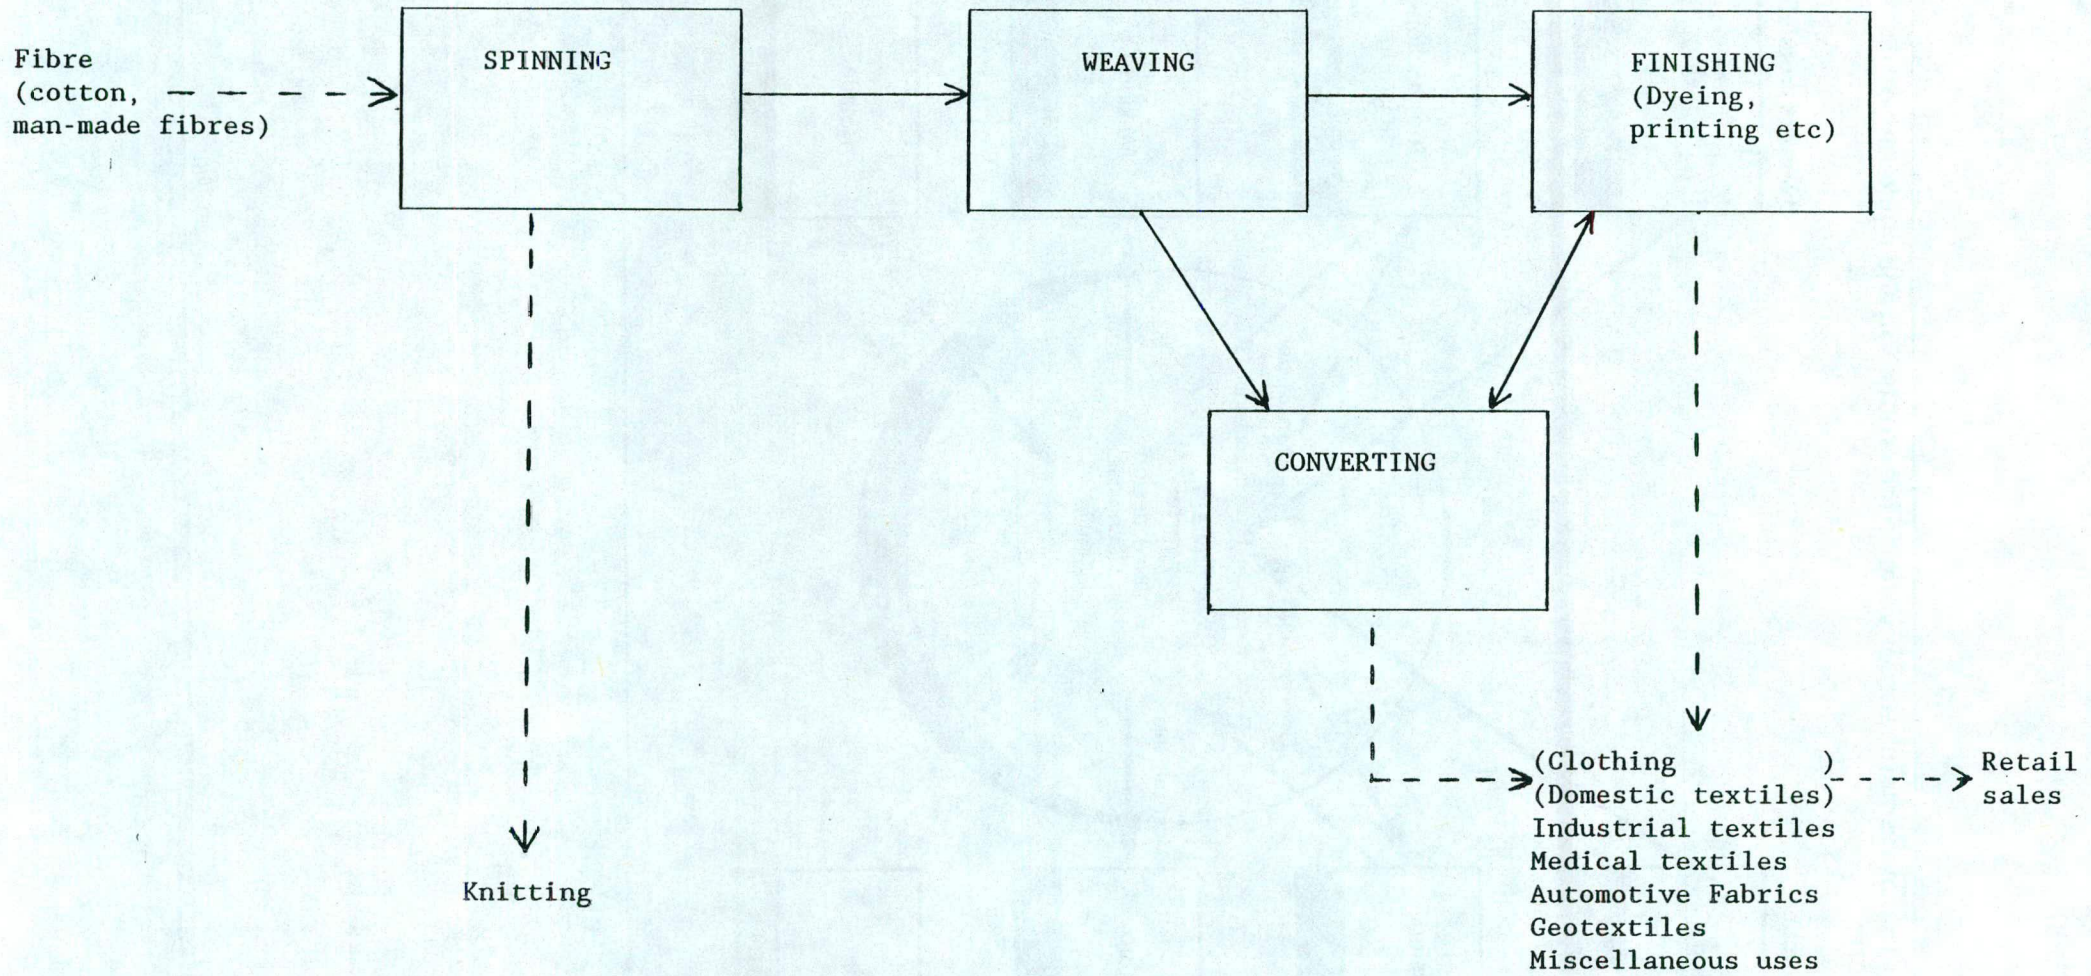 Fibre
(cotton,
man-made fibres)
SPINNING
WEAVING
FINISHING
(Dyeing,
printing etc)
CONVERTING
Knitting
(Clothing )
(Domestic textiles)
Industrial textiles
Medical textiles
Automotive Fabrics
Geotextiles
Miscellaneous uses
Retail
sales